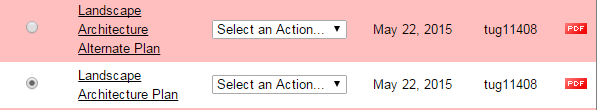 Landscape
Architecture
Alternate Plan
Select an Action...
May 22, 2015
tug11408
PDF
Landscape
Architecture Plan
Select an Action...
May 22, 2015
tug11408
PDF